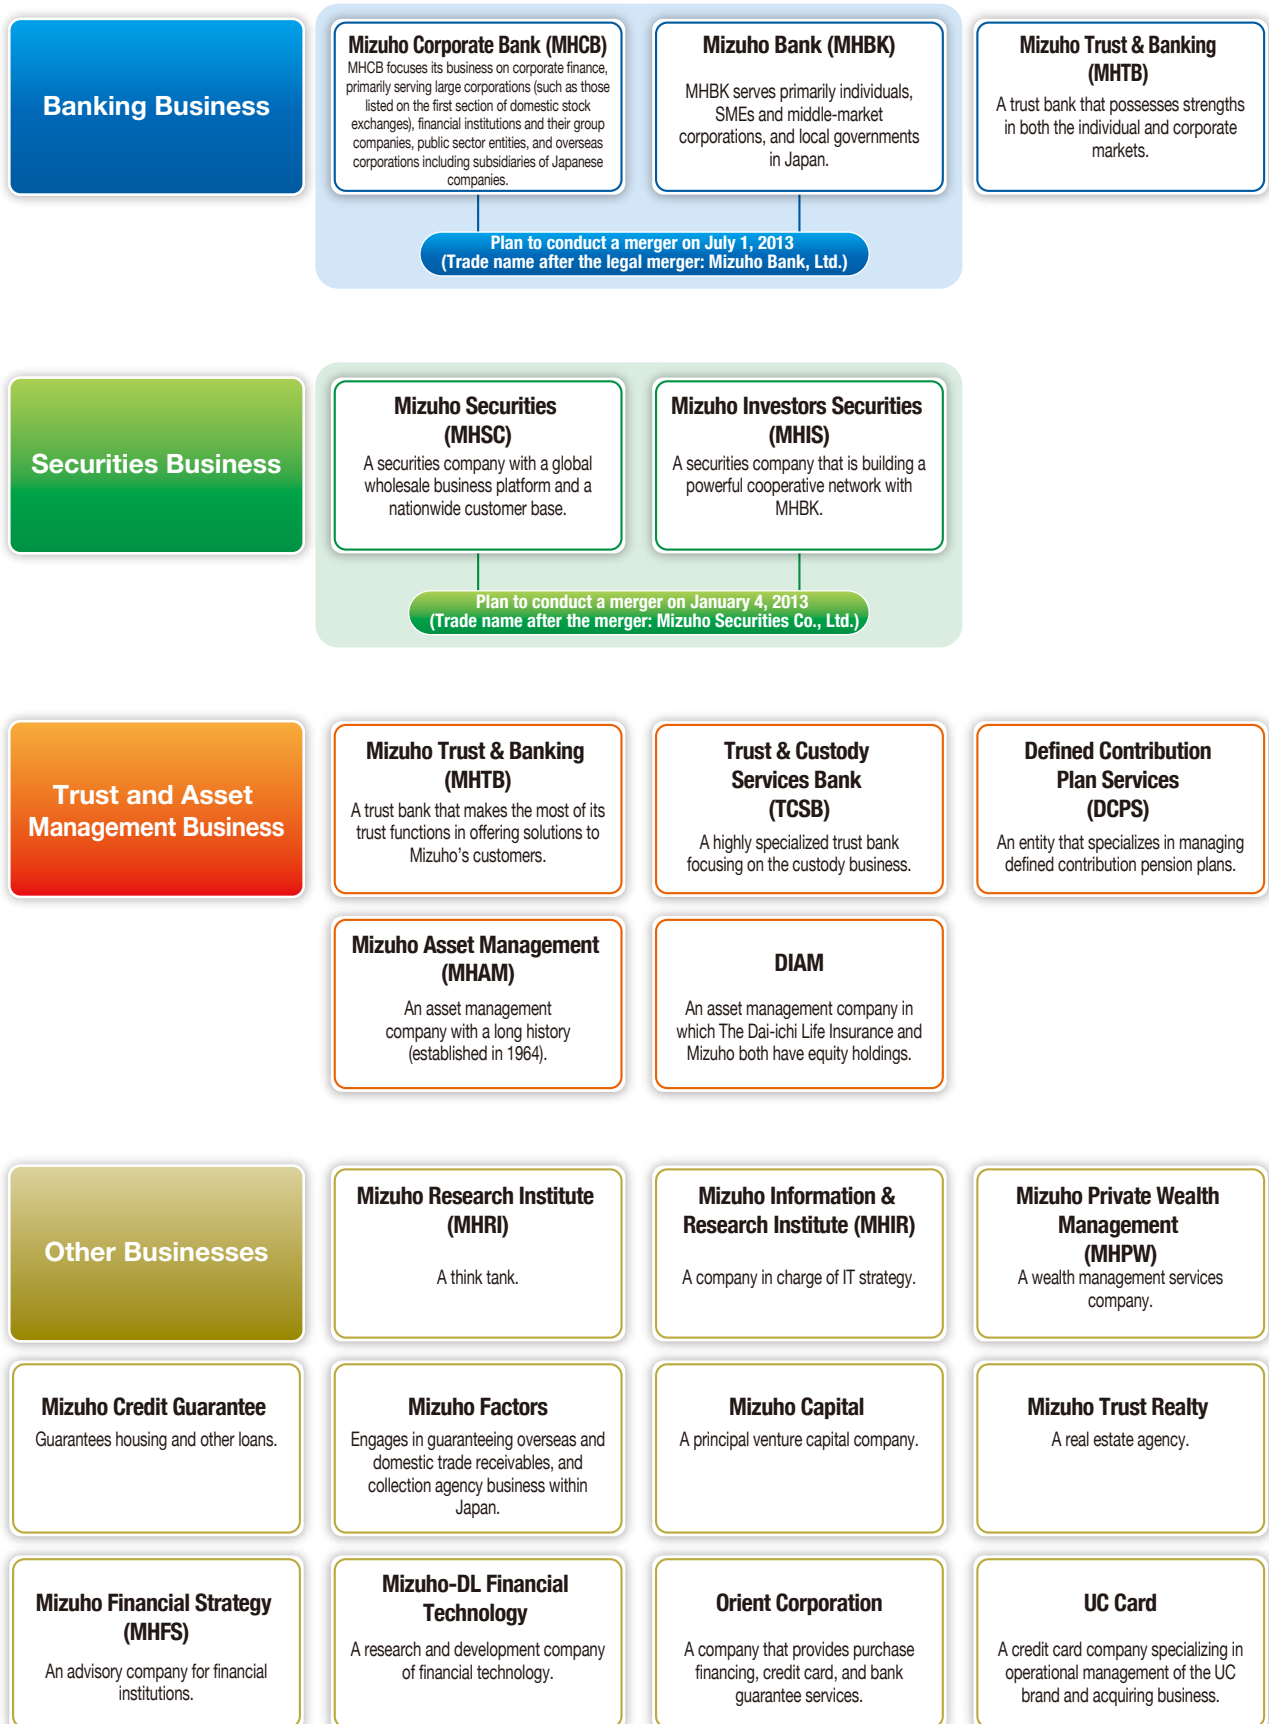 Banking Business
Mizuho Corporate Bank (MHCB)
MHCB focuses its business on corporate finance,
primarily serving large corporations (such as those
listed on the first section of domestic stock
exchanges), financial institutions and their group
companies, public sector entities, and overseas
corporations including subsidiaries of Japanese
companies.
Mizuho Bank (MHBK)
MHBK serves primarily individuals,
SMEs and middle-market
corporations, and local governments
in Japan.
Mizuho Trust & Banking
(MHTB)
A trust bank that possesses strengths
in both the individual and corporate
markets.
Plan to conduct a merger on July 1, 2013
(Trade name after the legal merger: Mizuho Bank, Ltd.)
Securities Business
Mizuho Securities
(MHSC)
A securities company with a global
wholesale business platform and a
nationwide customer base.
Mizuho Investors Securities
(MHIS)
A securities company that is building a
powerful cooperative network with
MHBK.
Plan to conduct a merger on January 4, 2013
(Trade name after the merger: Mizuho Securities Co., Ltd.)
Trust and Asset
Management Business
Mizuho Trust & Banking
(MHTB)
A trust bank that makes the most of its
trust functions in offering solutions to
Mizuho's customers.
Trust & Custody
Services Bank
(TCSB)
A highly specialized trust bank
focusing on the custody business.
Defined Contribution
Plan Services
(DCPS)
An entity that specializes in managing
defined contribution pension plans.
Mizuho Asset Management
(MHAM)
An asset management
company with a long history
(established in 1964).
DIAM
An asset management company in
which The Dai-ichi Life Insurance and
Mizuho both have equity holdings.
Other Businesses
Mizuho Research Institute
(MHRI)
A think tank.
Mizuho Information &
Research Institute (MHIR)
A company in charge of IT strategy.
Mizuho Private Wealth
Management
(MHPW)
A wealth management services
company.
Mizuho Credit Guarantee
Guarantees housing and other loans.
Mizuho Factors
Engages in guaranteeing overseas and
domestic trade receivables, and
collection agency business within
Japan.
Mizuho Capital
A principal venture capital company.
Mizuho Trust Realty
A real estate agency.
Mizuho Financial Strategy
(MHFS)
An advisory company for financial
institutions.
Mizuho-DL Financial
Technology
A research and development company
of financial technology.
Orient Corporation
A company that provides purchase
financing, credit card, and bank
guarantee services.
UC Card
A credit card company specializing in
operational management of the UC
brand and acquiring business.